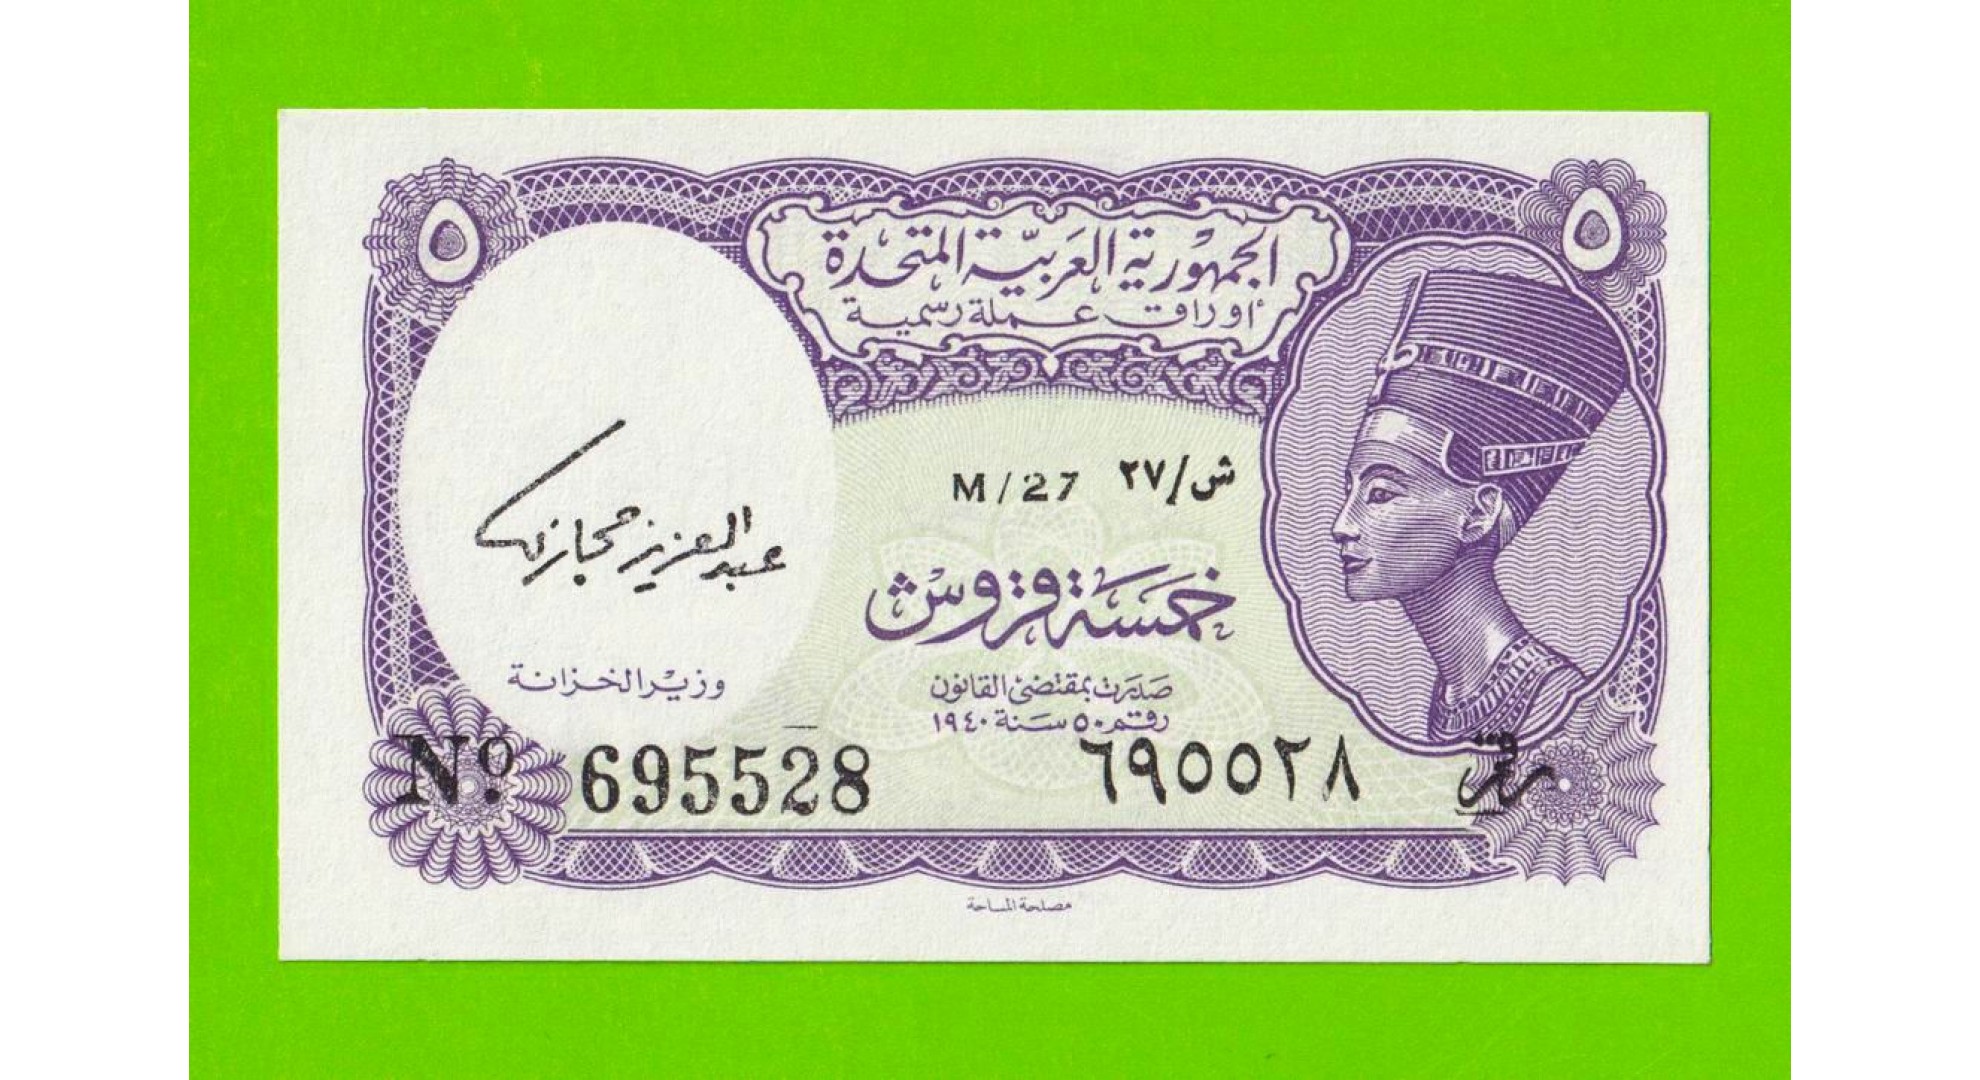 ٥ ٥
الجمهورية العربية المتحدة
أوراق عملة رسمية
M/27 ش/٢٧
عبد العزيز حجازى
خمسة قروش
وزير الخزانة
صدرت بمقتضى القانون
رقم ٥٠ سنة ١٩٤٠
Nº 695528 ٦٩٥٥٢٨ رقم
مصلحة المساحة